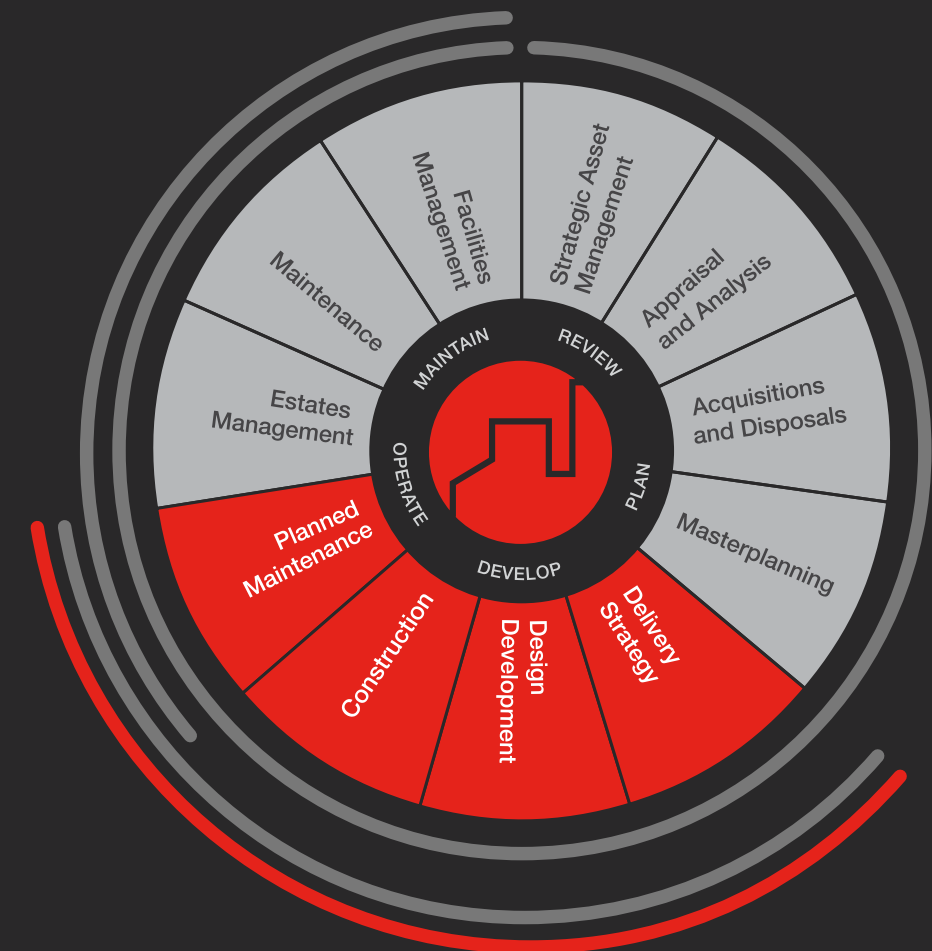 Strategic Asset
Management
Appraisal
and Analysis
Acquisitions
and Disposals
Masterplanning
Delivery
Strategy
Design
Development
Construction
Planned
Maintenance
Estates
Management
Maintenance
Facilities
Management
REVIEW
PLAN
DEVELOP
OPERATE
MAINTAIN